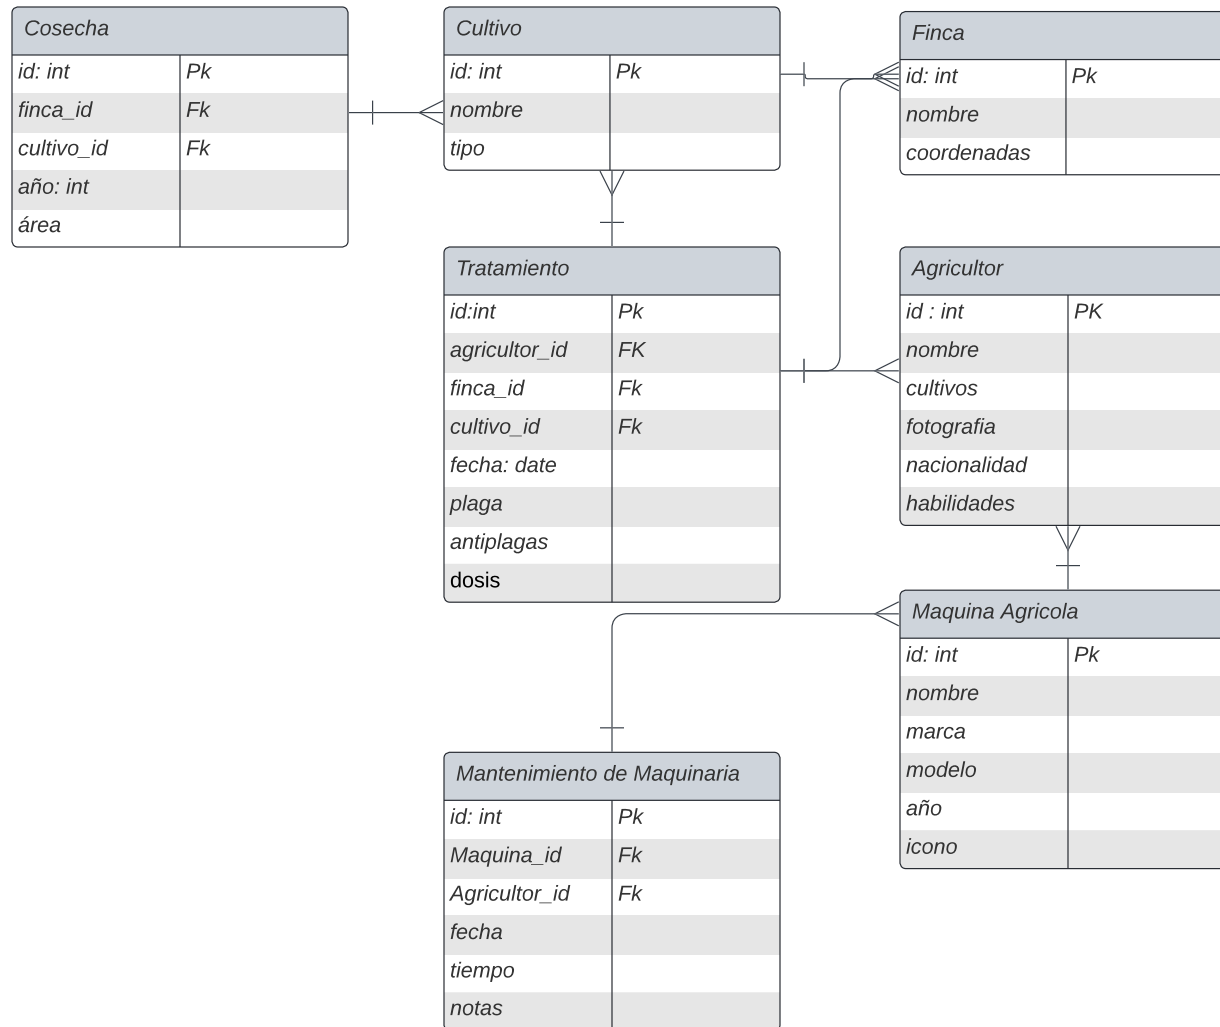 Cosecha
id: int Pk
finca_id Fk
cultivo_id Fk
año: int
área
Cultivo
id: int Pk
nombre
tipo
Finca
id: int Pk
nombre
coordenadas
Tratamiento
id:int Pk
agricultor_id FK
finca_id Fk
cultivo_id Fk
fecha: date
plaga
antiplagas
dosis
Agricultor
id : int PK
nombre
cultivos
fotografia
nacionalidad
habilidades
Maquina Agricola
id: int Pk
nombre
marca
modelo
año
icono
Mantenimiento de Maquinaria
id: int Pk
Maquina_id Fk
Agricultor_id Fk
fecha
tiempo
notas